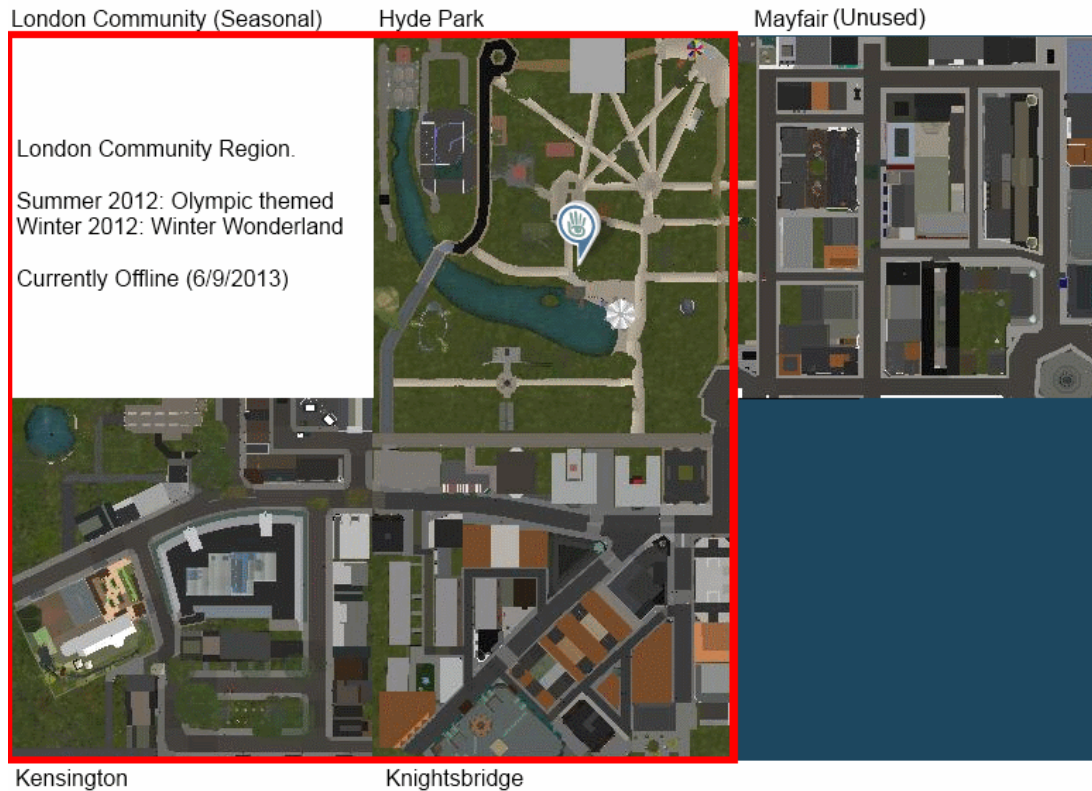 London Community (Seasonal)
Hyde Park
Mayfair (Unused)
London Community Region.
Summer 2012: Olympic themed
Winter 2012: Winter Wonderland
Currently Offline (6/9/2013)
Kensington
Knightsbridge